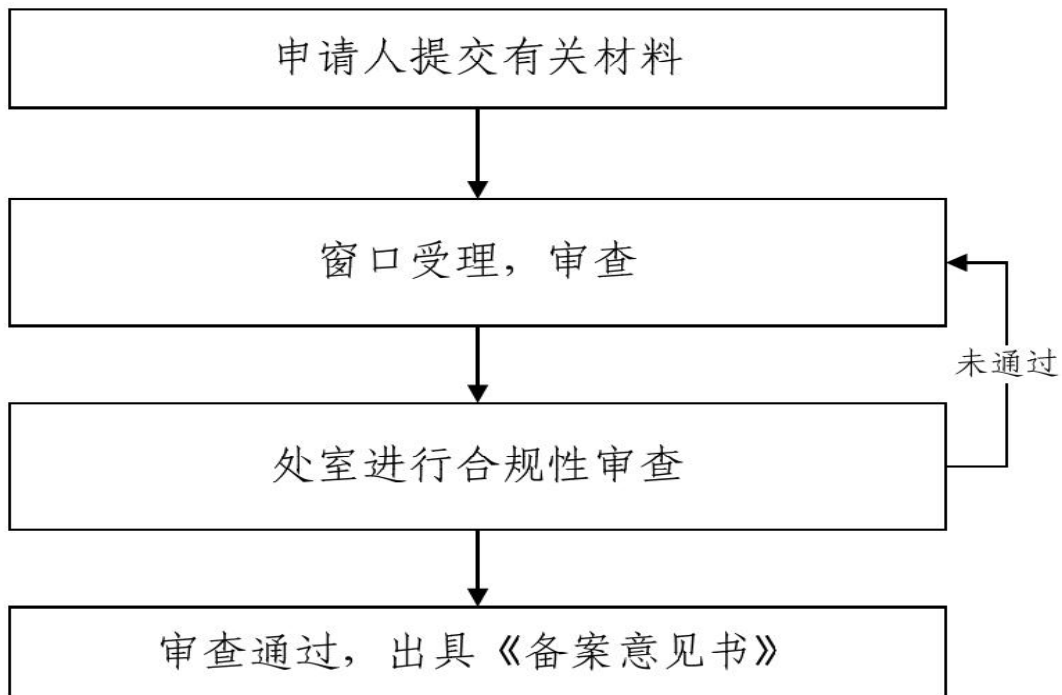 申请人提交有关材料
窗口受理，审查
未通过
处室进行合规性审查
审查通过，出具《备案意见书》